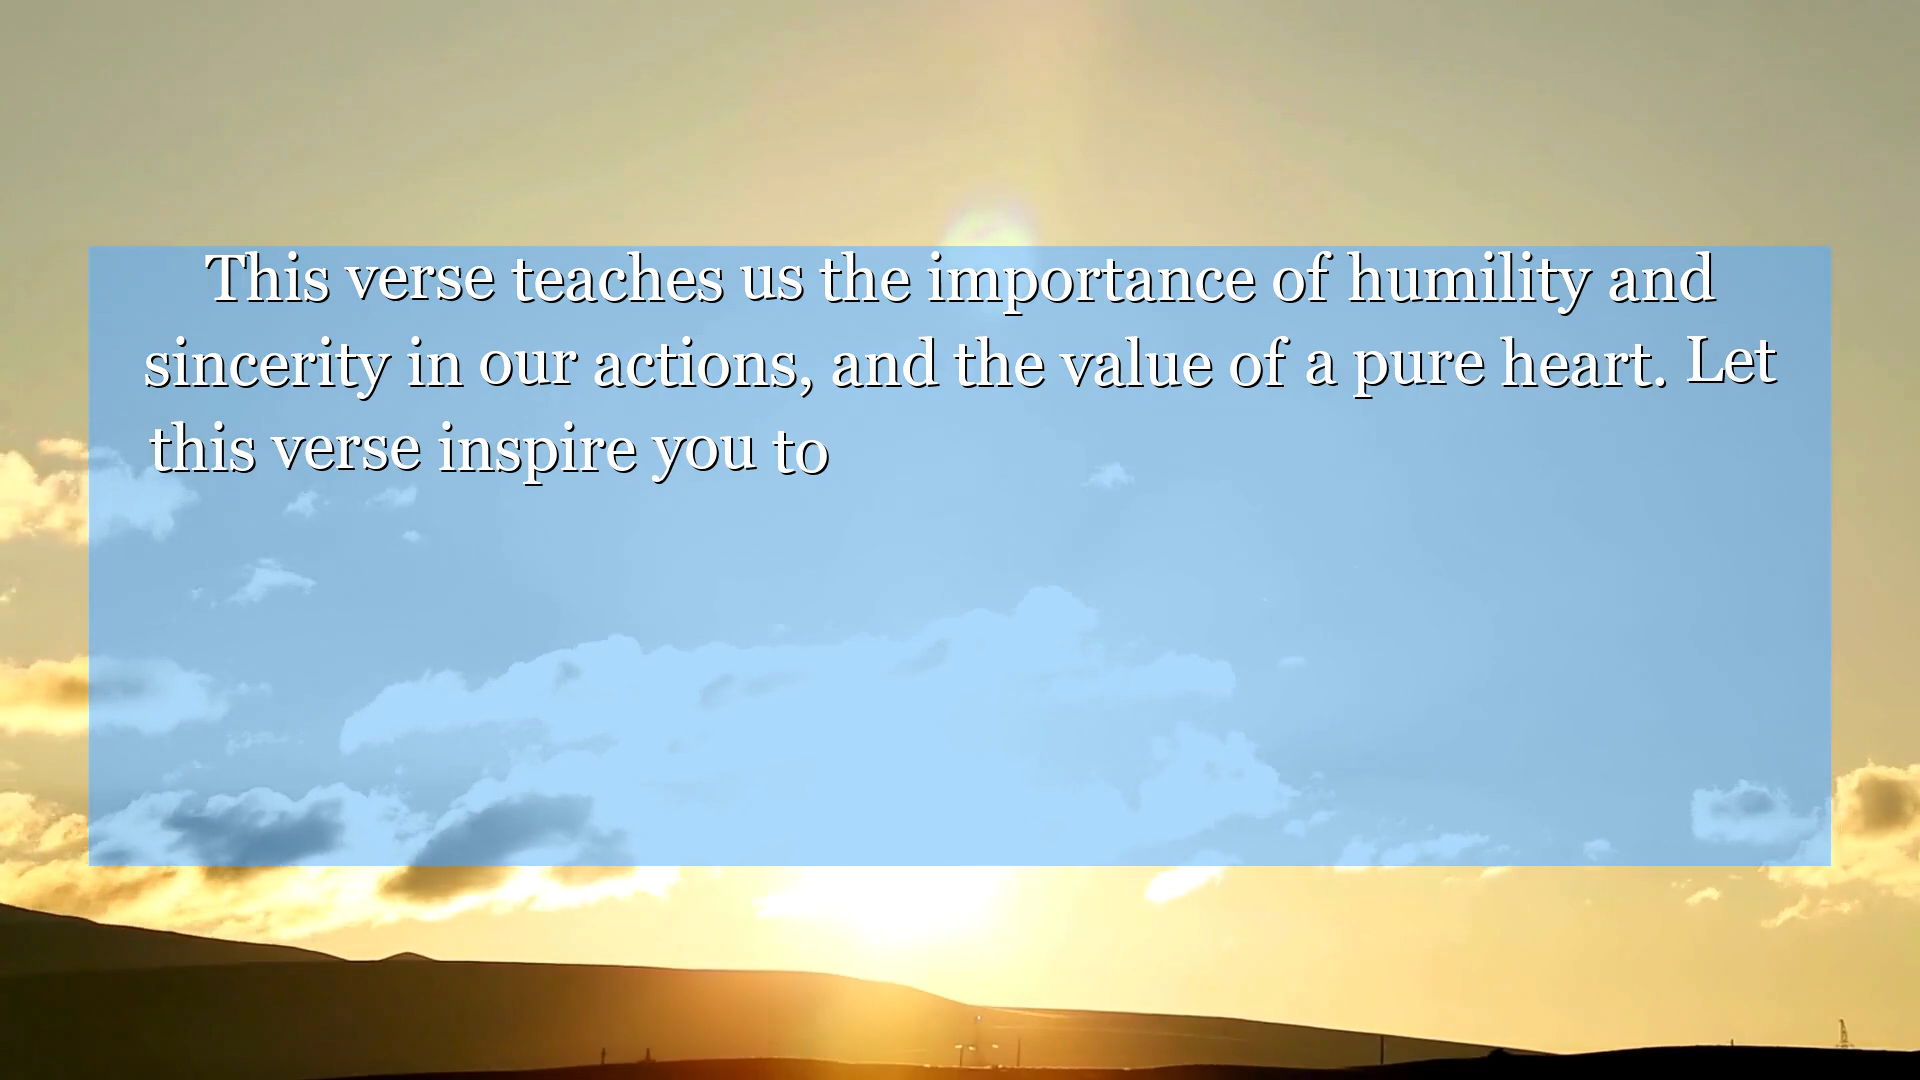 This verse teaches us the importance of humility and
sincerity in our actions, and the value of a pure heart. Let
this verse inspire you to